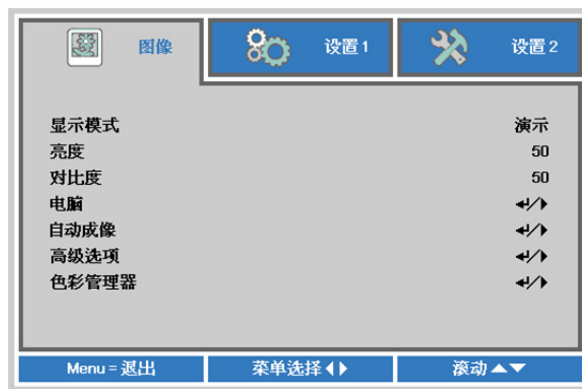 图像 设置 1 设置 2
显示模式 演示
亮度 50
对比度 50
电脑 ↵/▶
自动成像 ↵/▶
高级选项 ↵/▶
色彩管理器 ↵/▶
Menu = 退出 菜单选择 ◀▶ 滚动 ▲▼